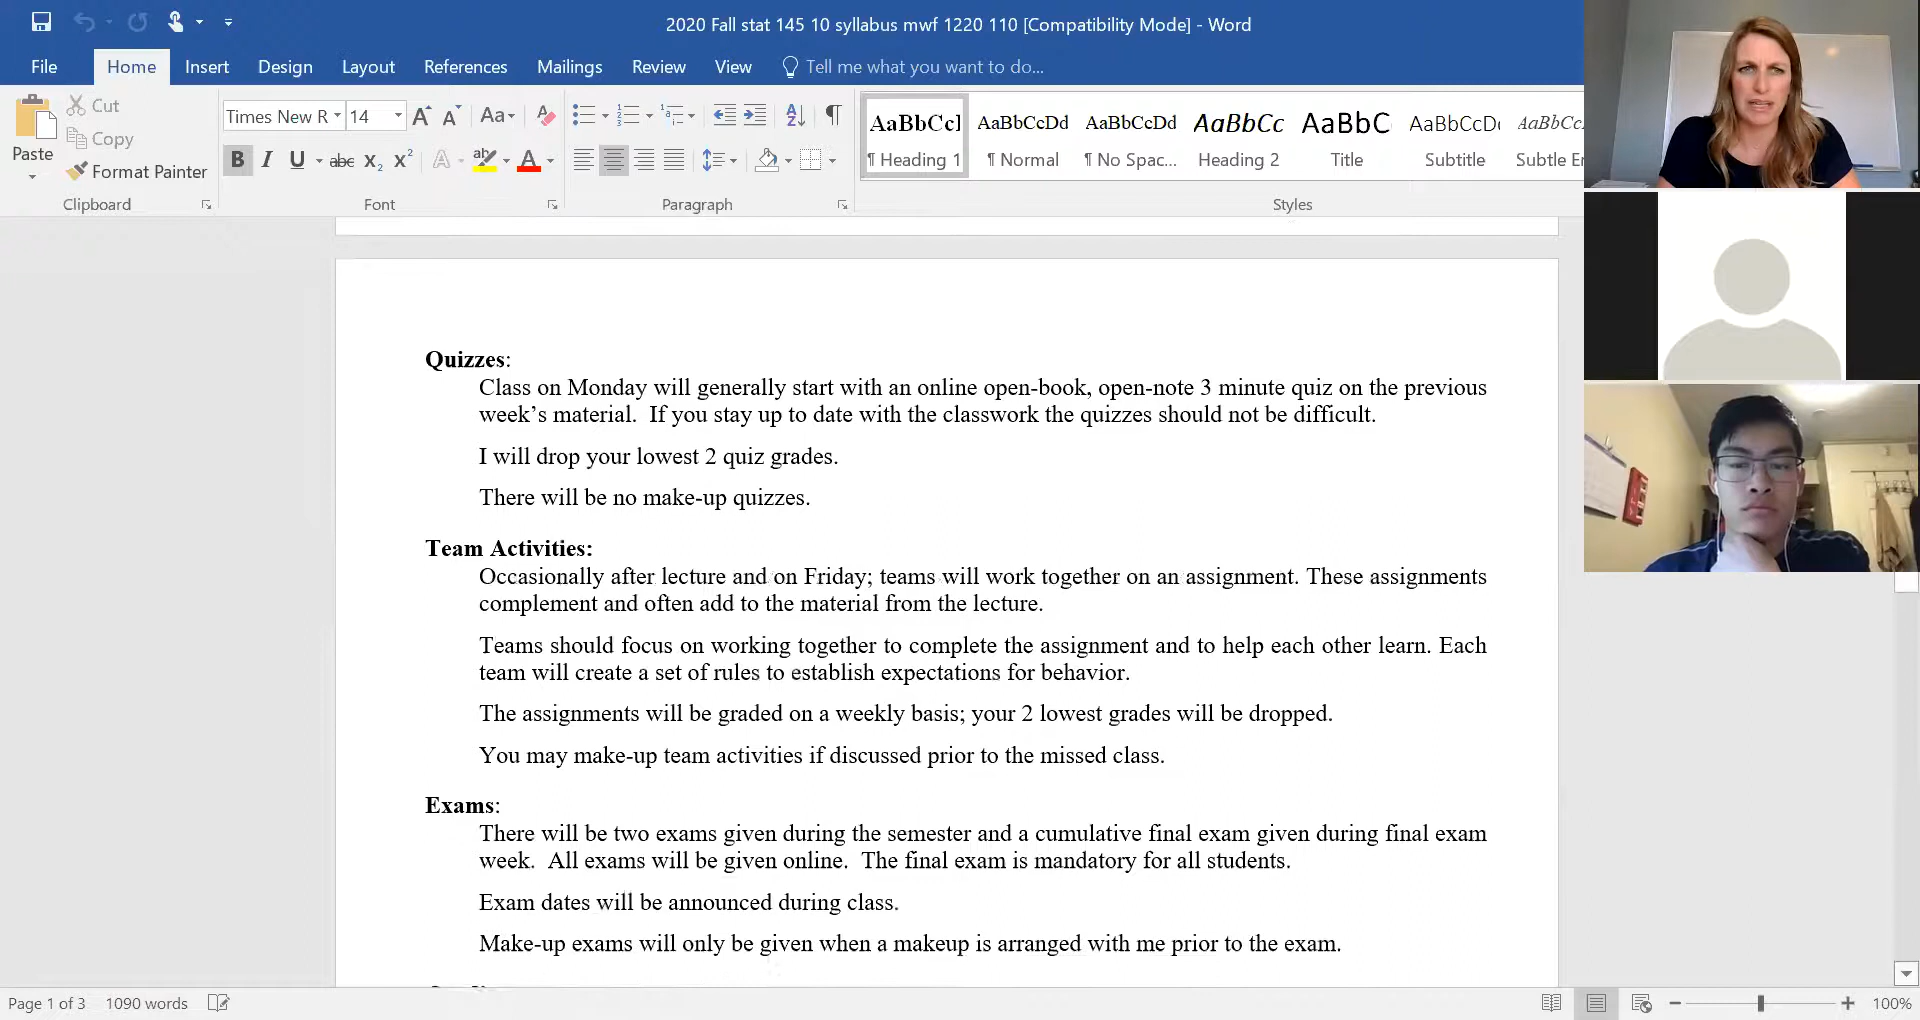 2020 Fall stat 145 10 syllabus mwf 1220 110 [Compatibility Mode] - Word
File Home Insert Design Layout References Mailings Review View Tell me what you want to do...
Paste
Cut
Copy
Format Painter
Clipboard
Times New R 14
Aa
B I U abc X₂ X² A A
Font
Paragraph
AaBbCcI AaBbCcDd AaBbCcDd AaBbCc AaBbC AaBbCcD AaBbCc
¶ Heading 1 ¶ Normal ¶ No Spac... Heading 2 Title Subtitle Subtle
Styles
Quizzes:
Class on Monday will generally start with an online open-book, open-note 3 minute quiz on the previous
week’s material.  If you stay up to date with the classwork the quizzes should not be difficult.
I will drop your lowest 2 quiz grades.
There will be no make-up quizzes.
Team Activities:
Occasionally after lecture and on Friday; teams will work together on an assignment. These assignments
complement and often add to the material from the lecture.
Teams should focus on working together to complete the assignment and to help each other learn. Each
team will create a set of rules to establish expectations for behavior.
The assignments will be graded on a weekly basis; your 2 lowest grades will be dropped.
You may make-up team activities if discussed prior to the missed class.
Exams:
There will be two exams given during the semester and a cumulative final exam given during final exam
week.  All exams will be given online.  The final exam is mandatory for all students.
Exam dates will be announced during class.
Make-up exams will only be given when a makeup is arranged with me prior to the exam.
Page 1 of 3 1090 words
100%